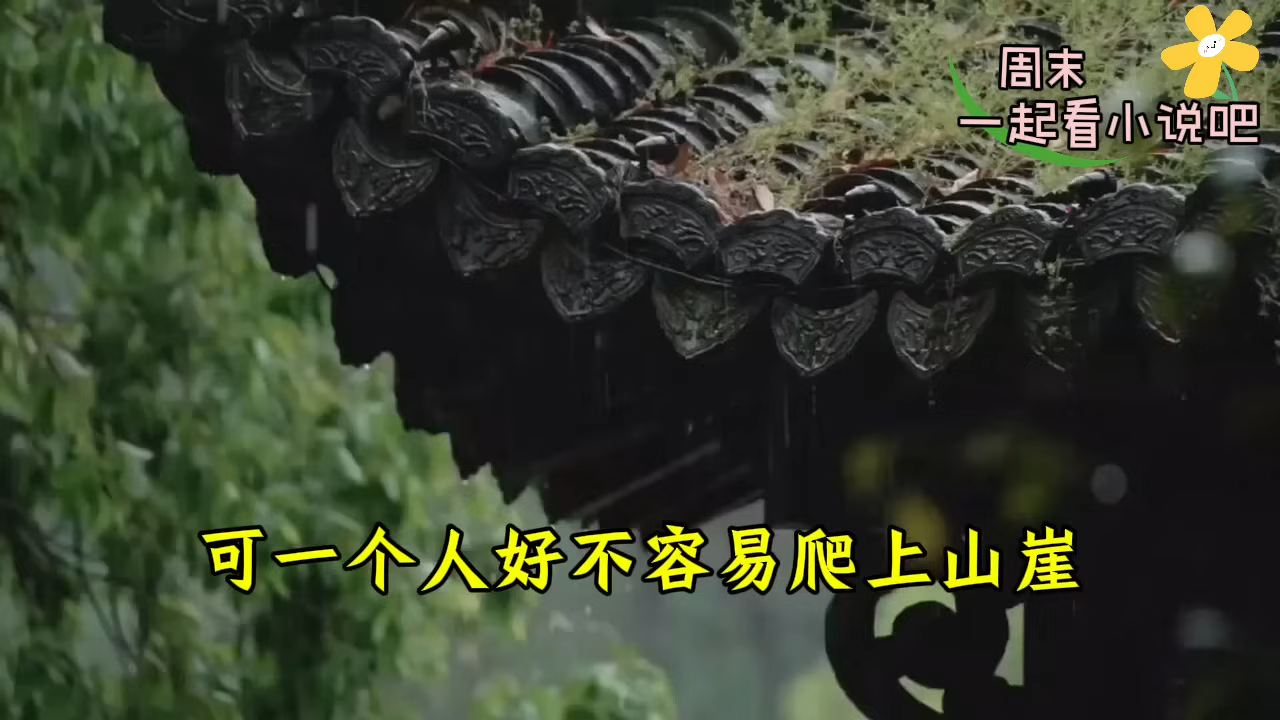 周末
一起看小说吧
可一个人好不容易爬上山崖